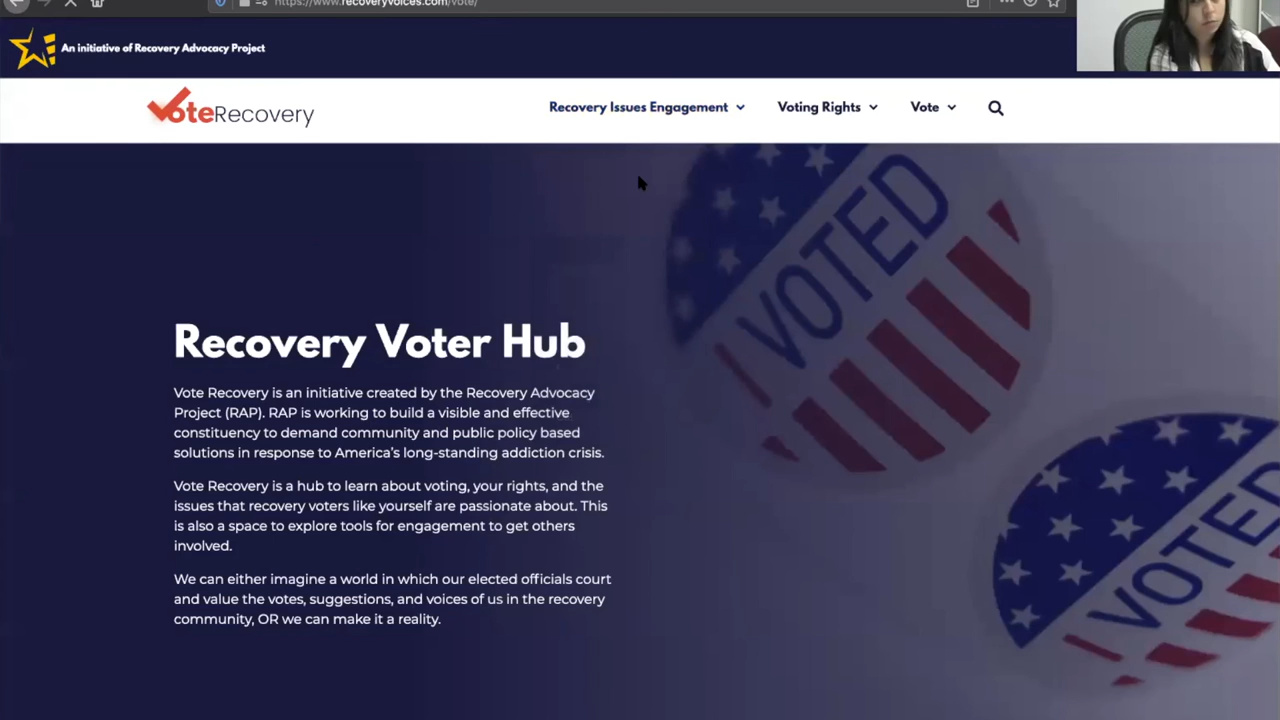 https://www.recoveryvoices.com/vote/
An initiative of Recovery Advocacy Project
VoteRecovery
Recovery Issues Engagement
Voting Rights
Vote
I VOTED
Recovery Voter Hub
Vote Recovery is an initiative created by the Recovery Advocacy
Project (RAP). RAP is working to build a visible and effective
constituency to demand community and public policy based
solutions in response to America's long-standing addiction crisis.
Vote Recovery is a hub to learn about voting, your rights, and the
issues that recovery voters like yourself are passionate about. This
is also a space to explore tools for engagement to get others
involved.
We can either imagine a world in which our elected officials court
and value the votes, suggestions, and voices of us in the recovery
community, OR we can make it a reality.
I VOTED